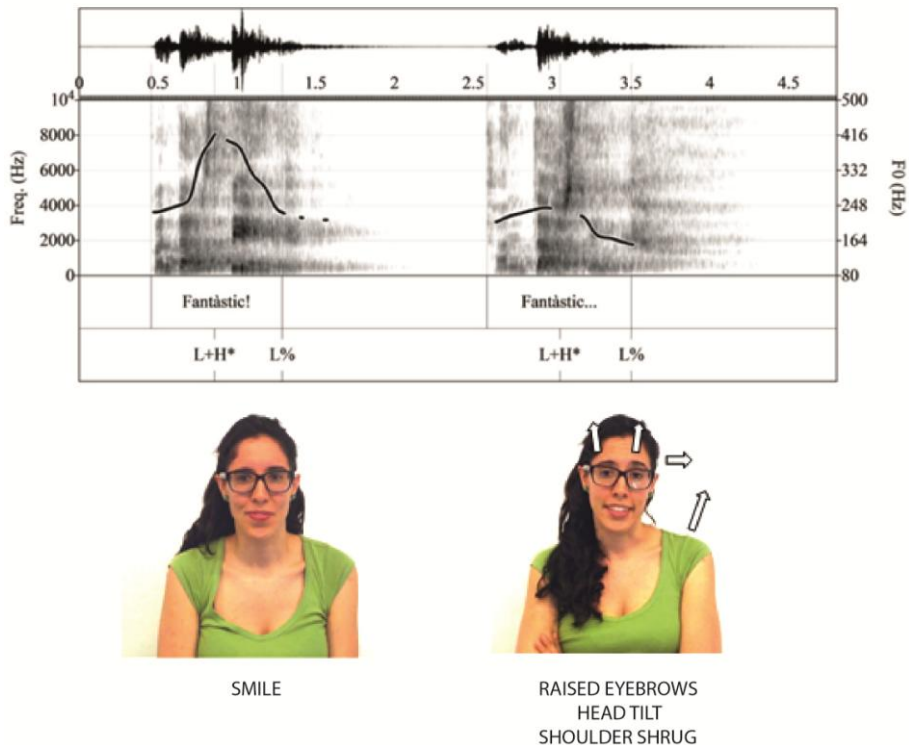 0 0.5 1 1.5 2 2.5 3 3.5 4 4.5
10⁴ 500
8000 416
6000 332
4000 248
2000 164
0 80
Freq. (Hz)
F0 (Hz)
Fantàstic! Fantàstic...
L+H* L% L+H* L%
SMILE
RAISED EYEBROWS
HEAD TILT
SHOULDER SHRUG